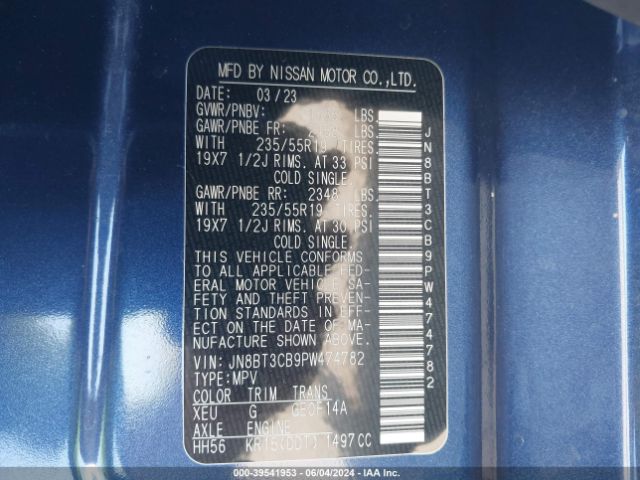 MFD BY NISSAN MOTOR CO.,LTD.
DATE: 03/23
GVWR/PNBV: LBS.
GAWR/PNBE FR: LBS.
WITH 235/55R19 TIRES.
19X7 1/2J RIMS. AT 33 PSI
COLD SINGLE.
GAWR/PNBE RR: 2348 LBS.
WITH 235/55R19 TIRES.
19X7 1/2J RIMS. AT 30 PSI
COLD SINGLE.
THIS VEHICLE CONFORMS
TO ALL APPLICABLE FED-
ERAL MOTOR VEHICLE SA-
FETY AND THEFT PREVEN-
TION STANDARDS IN EFF-
ECT ON THE DATE OF MA-
NUFACTURE SHOWN ABOVE.
VIN: JN8BT3CB9PW474782
TYPE: MPV
COLOR TRIM TRANS
XEU G GE0F14A
AXLE ENGINE
HH56 KR15(DDT) 1497CC
JN8BT3CB9PW474782
000-39541953 - 06/04/2024 - IAA Inc.